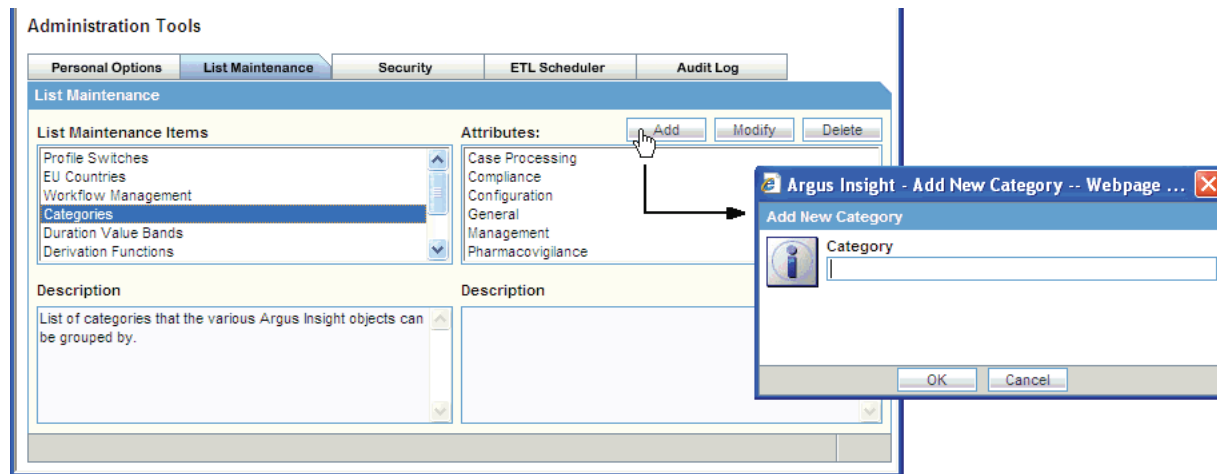 Administration Tools
Personal Options List Maintenance Security ETL Scheduler Audit Log
List Maintenance
List Maintenance Items
Profile Switches
EU Countries
Workflow Management
Categories
Duration Value Bands
Derivation Functions
Attributes: Add Modify Delete
Case Processing
Compliance
Configuration
General
Management
Pharmacovigilance
Description
List of categories that the various Argus Insight objects can
be grouped by.
Description
Argus Insight - Add New Category -- Webpage ...
Add New Category
Category
OK Cancel